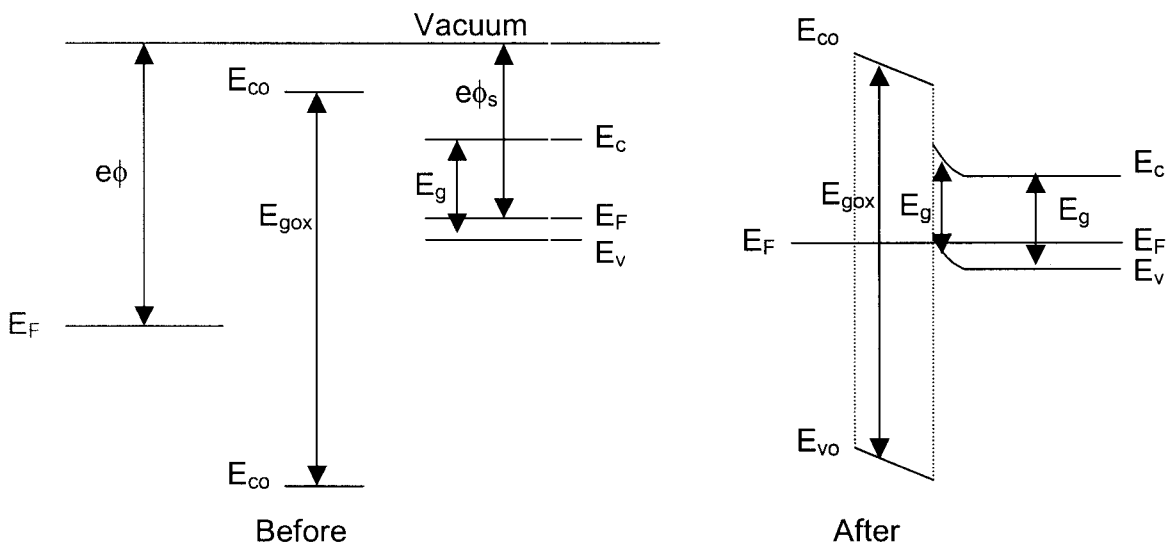 Vacuum
E_co
eϕ_s
E_c
eϕ
E_g
E_gox
E_F
E_v
E_F
E_co
Before
E_co
E_c
E_gox
E_g
E_g
E_F
E_F
E_v
E_vo
After